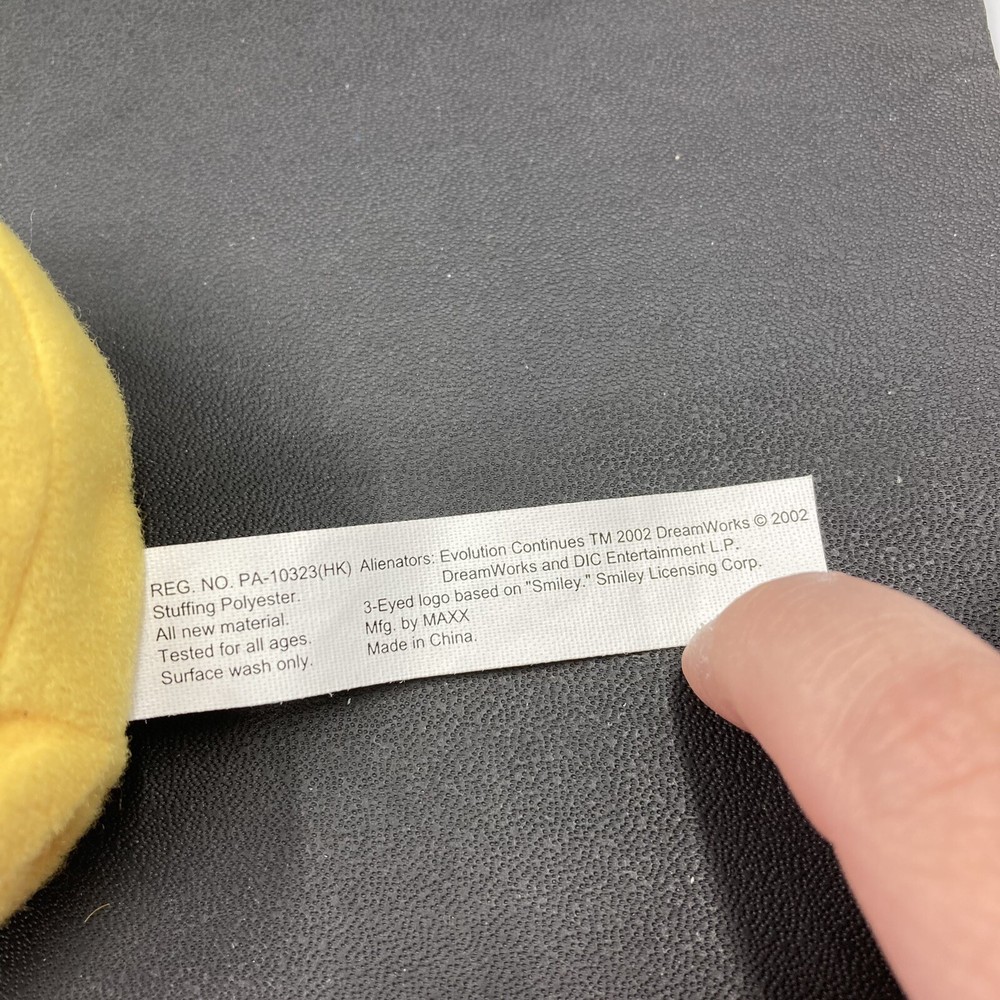 REG. NO. PA-10323(HK)
Stuffing Polyester.
All new material.
Tested for all ages.
Surface wash only.
Alienators: Evolution Continues TM 2002 DreamWorks © 2002
DreamWorks and DIC Entertainment L.P.
3-Eyed logo based on "Smiley." Smiley Licensing Corp.
Mfg. by MAXX
Made in China.